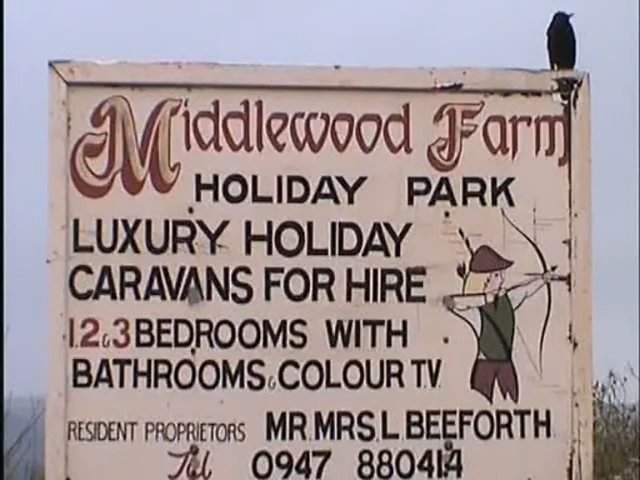 Middlewood Farm
HOLIDAY PARK
LUXURY HOLIDAY
CARAVANS FOR HIRE
1.2 & 3 BEDROOMS WITH
BATHROOMS & COLOUR TV.
RESIDENT PROPRIETORS MR. MRS. L. BEEFORTH
Tel 0947 880414